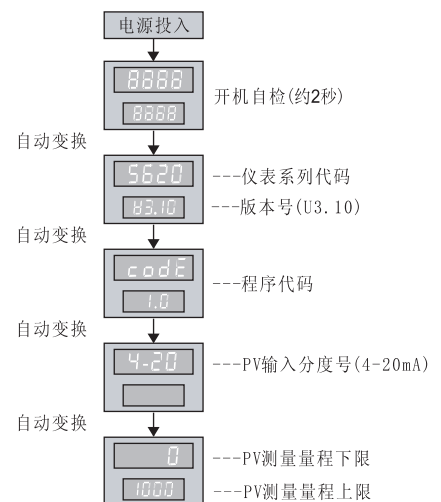 电源投入
8888
8888
开机自检(约2秒)
自动变换
S620
---仪表系列代码
U3.10
---版本号(U3.10)
自动变换
codE
1.0
---程序代码
自动变换
4-20
---PV输入分度号(4-20mA)
自动变换
0
---PV测量量程下限
1000
---PV测量量程上限